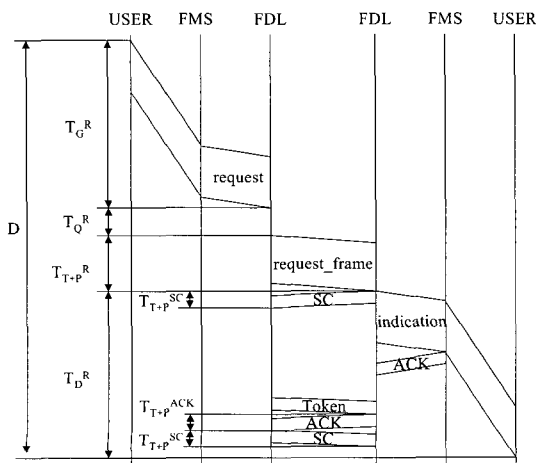 USER FMS FDL FDL FMS USER
T_G^R
request
D
T_Q^R
T_T+P^R
request_frame
T_T+P^SC
SC
indication
ACK
T_D^R
Token
T_T+P^ACK
ACK
T_T+P^SC
SC